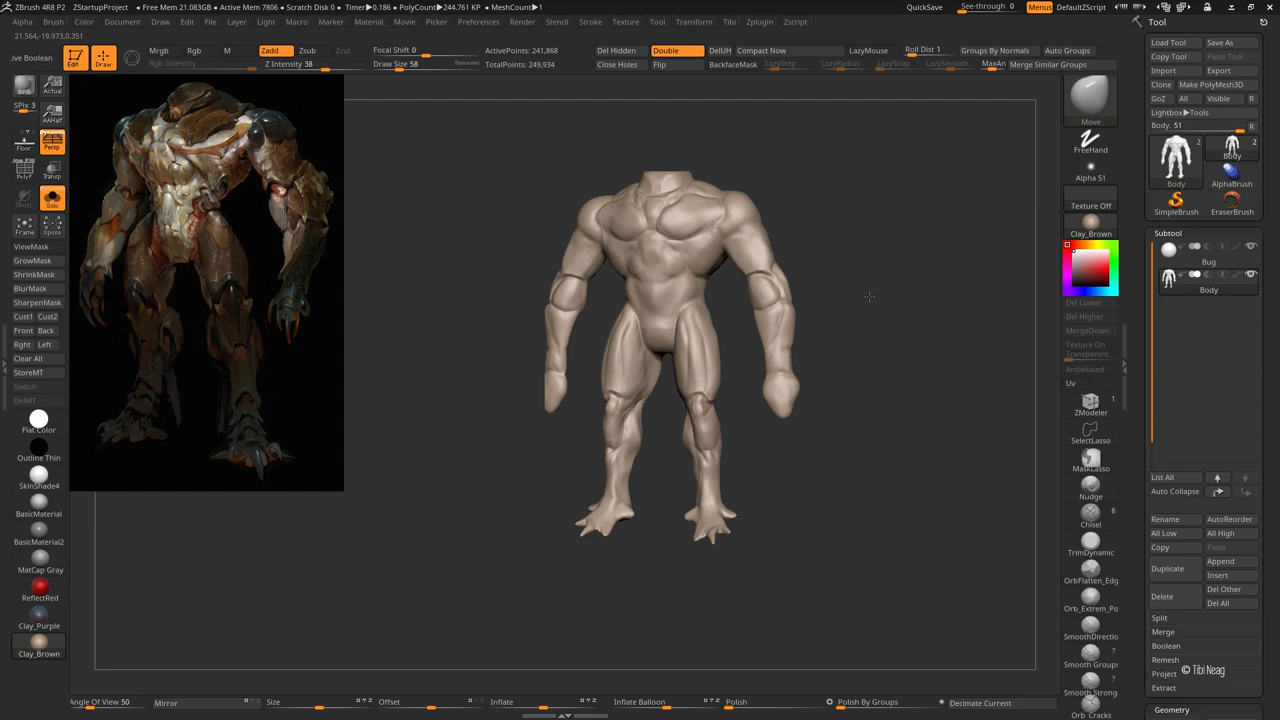 ZBrush 4R8 P2 ZStartupProject • Free Mem 21.083GB • Active Mem 7806 • Scratch Disk 0 • Timer▶0.186 • PolyCount▶244.761 KP • MeshCount▶1 QuickSave See-through 0 Menus DefaultZScript
Alpha Brush Color Document Draw Edit File Layer Light Macro Marker Material Movie Picker Preferences Render Stencil Stroke Texture Tool Transform Tibi Zplugin Zscript
21.564,-19.973,0.351
ive Boolean Edit Draw Mrgb Rgb M Zadd Zsub Zcut Focal Shift 0 ActivePoints: 241,868 Del Hidden Double DelUH Compact Now LazyMouse Roll Dist 1 Groups By Normals Auto Groups
Rgb Intensity Z Intensity 38 Draw Size 58 Dynamic TotalPoints: 249,934 Close Holes Flip BackfaceMask LazyStep LazyRadius LazySnap LazySmooth MaxAn Merge Similar Groups
BPR
Actual
SPix 3
AAHalf
Persp
Floor
PolyF
Transp
Ghost
Solo
Frame
Xpose
ViewMask
GrowMask
ShrinkMask
BlurMask
SharpenMask
Cust1 Cust2
Front Back
Rght Left
Clear All
StoreMT
Switch
DelMT
Flat Color
Outline Thin
SkinShade4
BasicMaterial
BasicMaterial2
MatCap Gray
ReflectRed
Clay_Purple
Clay_Brown
Angle Of View 50 Mirror Size Offset Inflate Inflate Balloon Polish Polish By Groups Decimate Current
Move
FreeHand
Alpha 51
Texture Off
Clay_Brown
Del Lower
Del Higher
MergeDown
Texture On
Transparent
Antialiased
Uv
1
ZModeler
SelectLasso
MaskLasso
Nudge
8
Chisel
TrimDynamic
OrbFlatten_Edg
Orb_Extrem_Po
SmoothDirectio
?
Smooth Groups
?
Smooth Strong
Orb_Cracks
Tool
Load Tool Save As
Copy Tool Paste Tool
Import Export
Clone Make PolyMesh3D
GoZ All Visible R
Lightbox▶Tools
Body. 51 R
2 2
Body Body
AlphaBrush
SimpleBrush EraserBrush
Subtool
Bug
Body
List All
Auto Collapse
Rename AutoReorder
All Low All High
Copy Paste
Duplicate Append
Insert
Delete Del Other
Del All
Split
Merge
Boolean
Remesh
Project
© Tibi Neag
Extract
Geometry